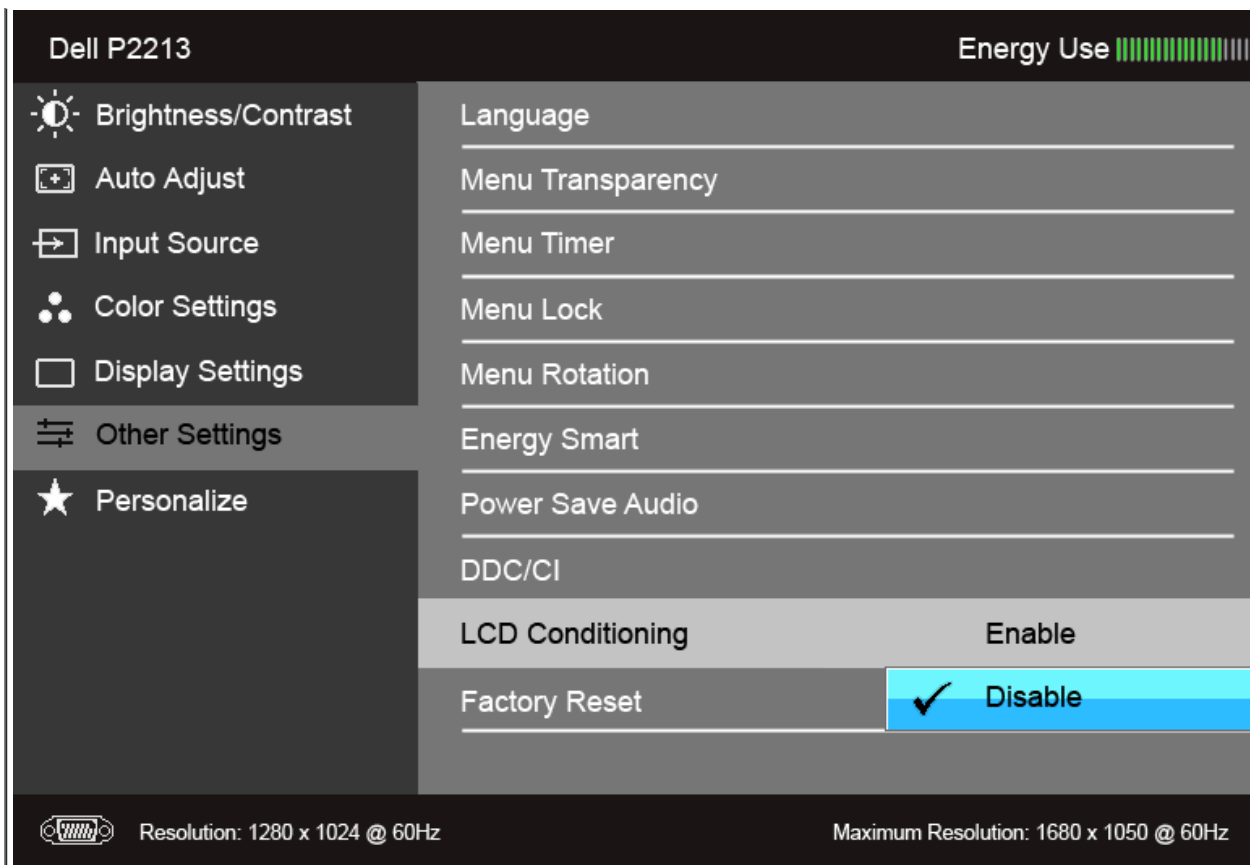 Dell P2213
Energy Use
Brightness/Contrast
Auto Adjust
Input Source
Color Settings
Display Settings
Other Settings
Personalize
Language
Menu Transparency
Menu Timer
Menu Lock
Menu Rotation
Energy Smart
Power Save Audio
DDC/CI
LCD Conditioning
Enable
Factory Reset
Disable
Resolution: 1280 x 1024 @ 60Hz
Maximum Resolution: 1680 x 1050 @ 60Hz